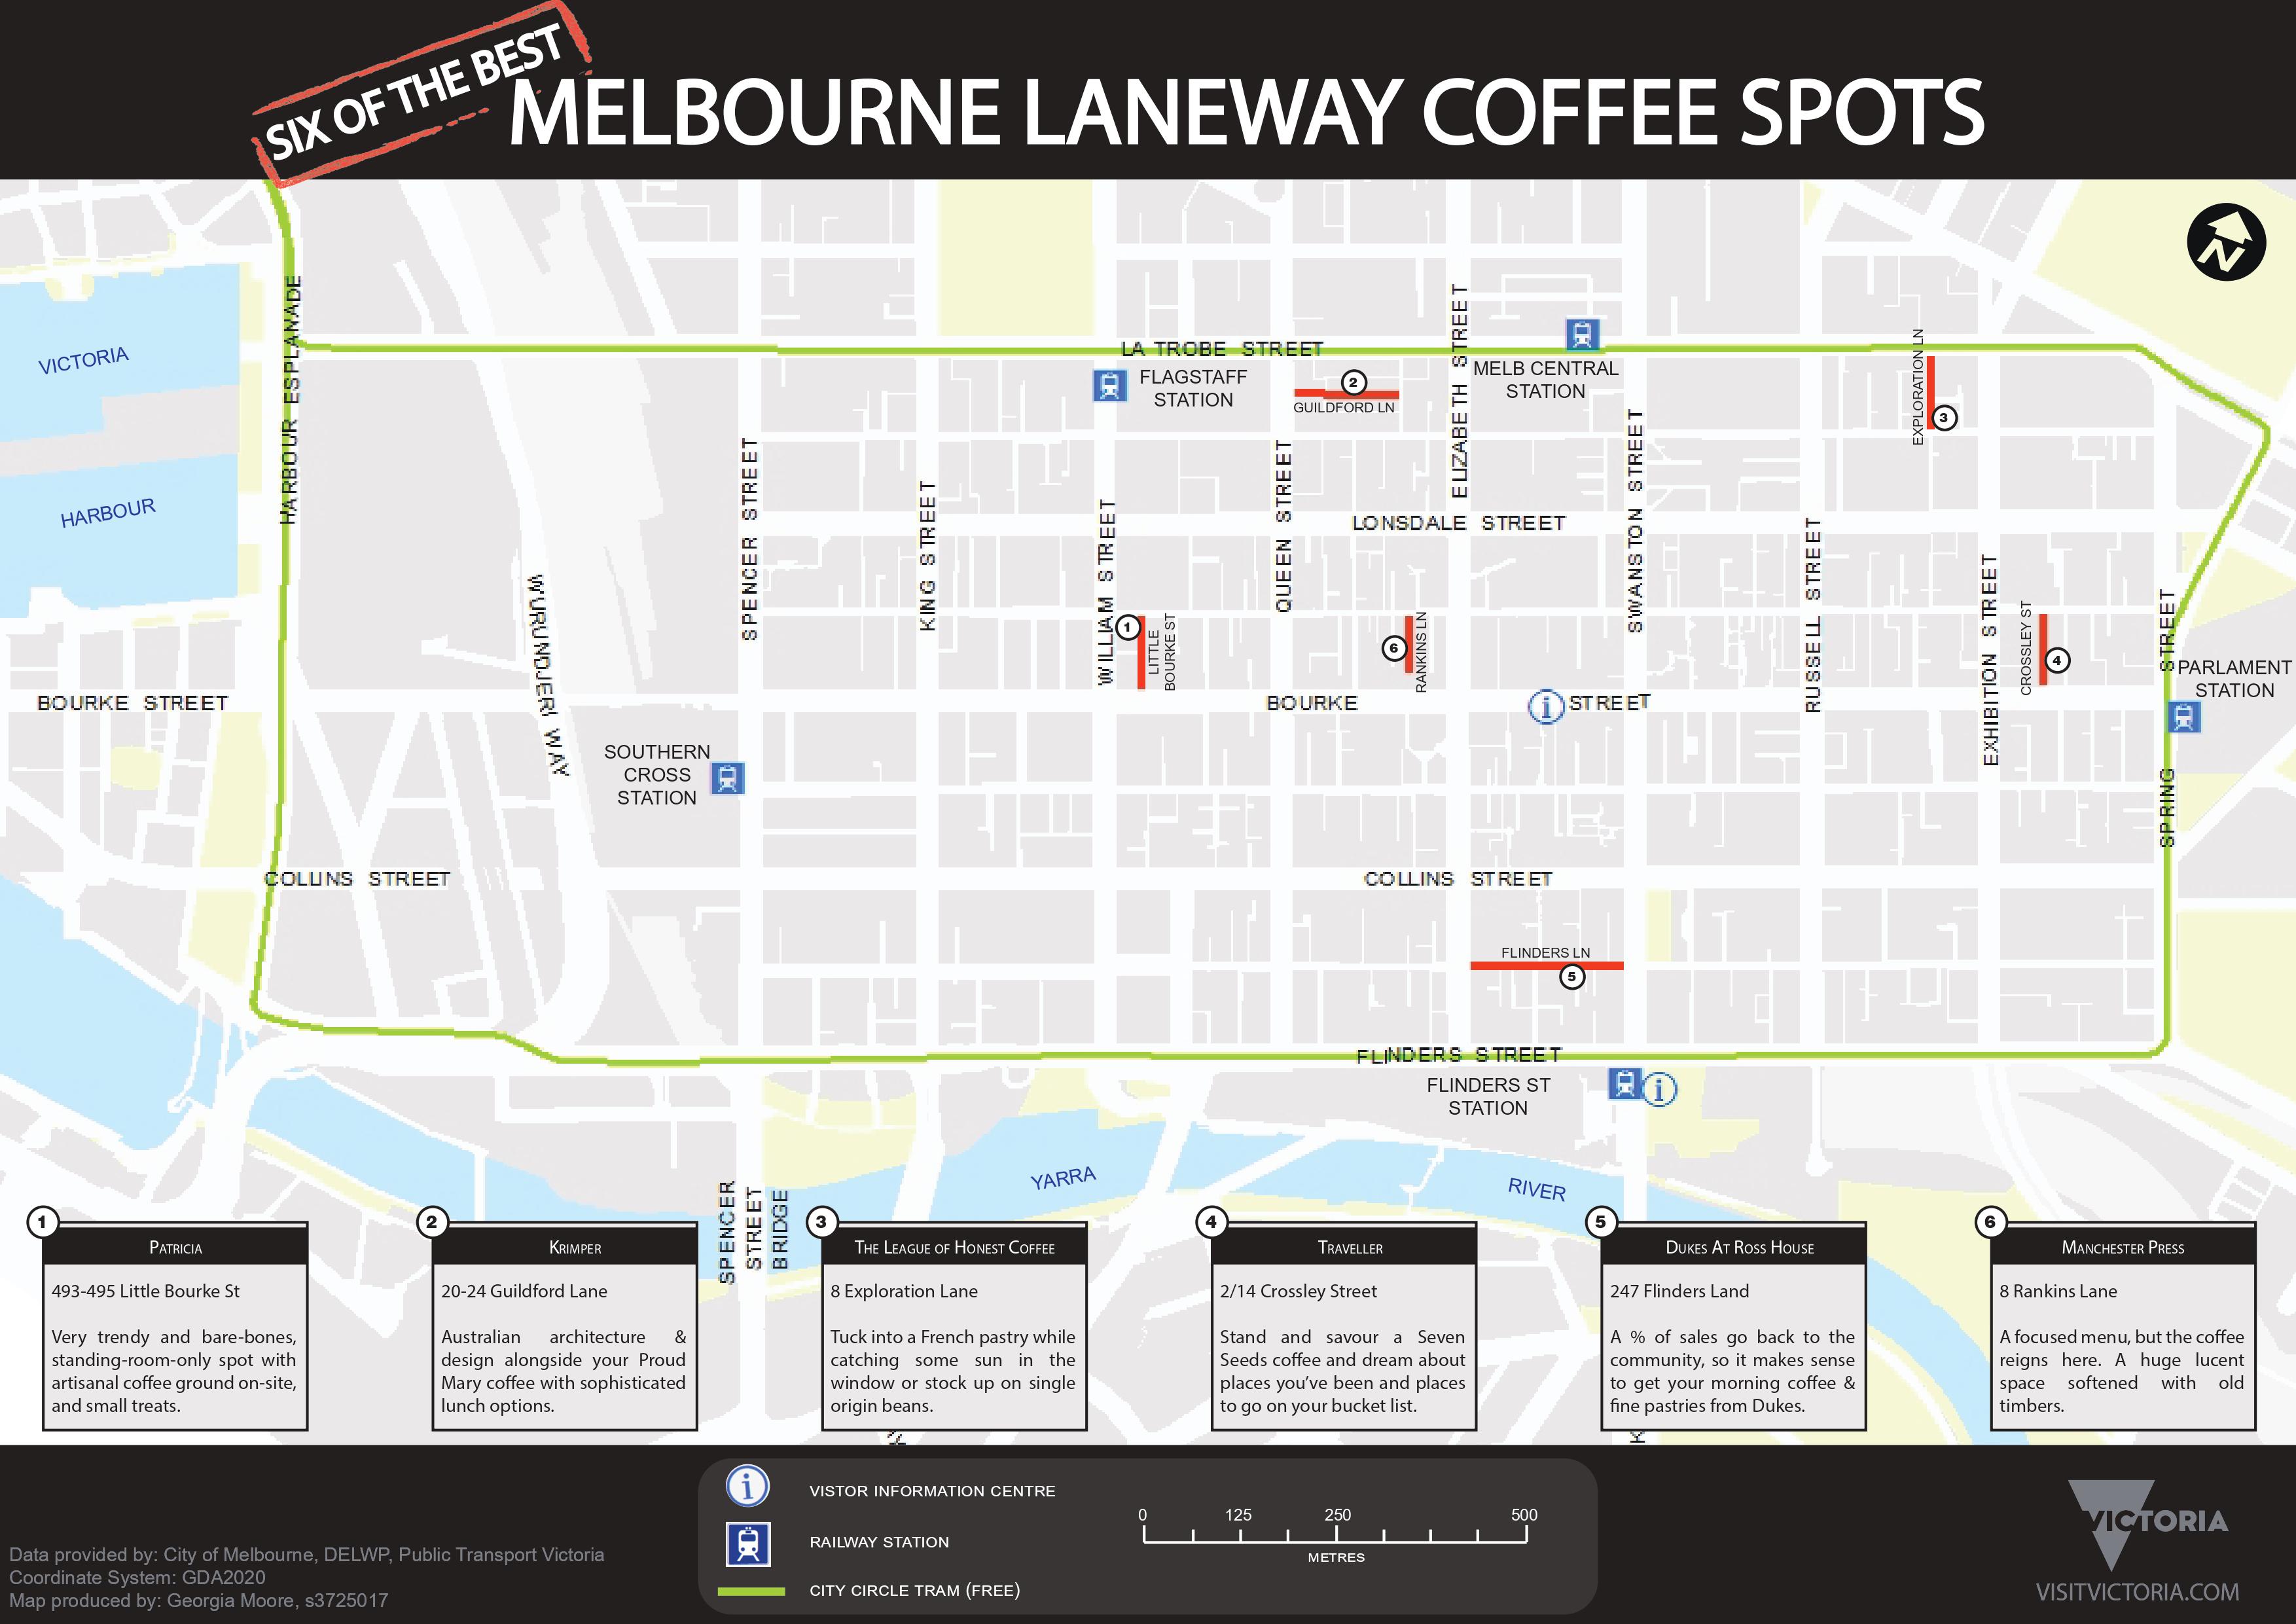 SIX OF THE BEST
MELBOURNE LANEWAY COFFEE SPOTS
N
VICTORIA
HARBOUR
HARBOUR ESPLANADE
LA TROBE STREET
FLAGSTAFF
STATION
2
GUILDFORD LN
ELIZABETH STREET
MELB CENTRAL
STATION
EXPLORATION LN
3
SPENCER STREET
KING STREET
WILLIAM STREET
QUEEN STREET
LONSDALE STREET
SWANSTON STREET
RUSSELL STREET
EXHIBITION STREET
WURUNDJERI WAY
1
LITTLE
BOURKE ST
6
RANKINS LN
CROSSLEY ST
4
SPRING STREET
PARLAMENT
STATION
BOURKE STREET
BOURKE
i
STREET
SOUTHERN
CROSS
STATION
COLLINS STREET
COLLINS STREET
FLINDERS LN
5
FLINDERS STREET
FLINDERS ST
STATION
i
YARRA
RIVER
SPENCER
STREET
BRIDGE
1
PATRICIA
493-495 Little Bourke St
Very trendy and bare-bones,
standing-room-only spot with
artisanal coffee ground on-site,
and small treats.
2
KRIMPER
20-24 Guildford Lane
Australian architecture &
design alongside your Proud
Mary coffee with sophisticated
lunch options.
3
THE LEAGUE OF HONEST COFFEE
8 Exploration Lane
Tuck into a French pastry while
catching some sun in the
window or stock up on single
origin beans.
4
TRAVELLER
2/14 Crossley Street
Stand and savour a Seven
Seeds coffee and dream about
places you've been and places
to go on your bucket list.
5
DUKES AT ROSS HOUSE
247 Flinders Land
A % of sales go back to the
community, so it makes sense
to get your morning coffee &
fine pastries from Dukes.
6
MANCHESTER PRESS
8 Rankins Lane
A focused menu, but the coffee
reigns here. A huge lucent
space softened with old
timbers.
i
VISTOR INFORMATION CENTRE
RAILWAY STATION
CITY CIRCLE TRAM (FREE)
0 125 250 500
METRES
Data provided by: City of Melbourne, DELWP, Public Transport Victoria
Coordinate System: GDA2020
Map produced by: Georgia Moore, s3725017
VICTORIA
VISITVICTORIA.COM